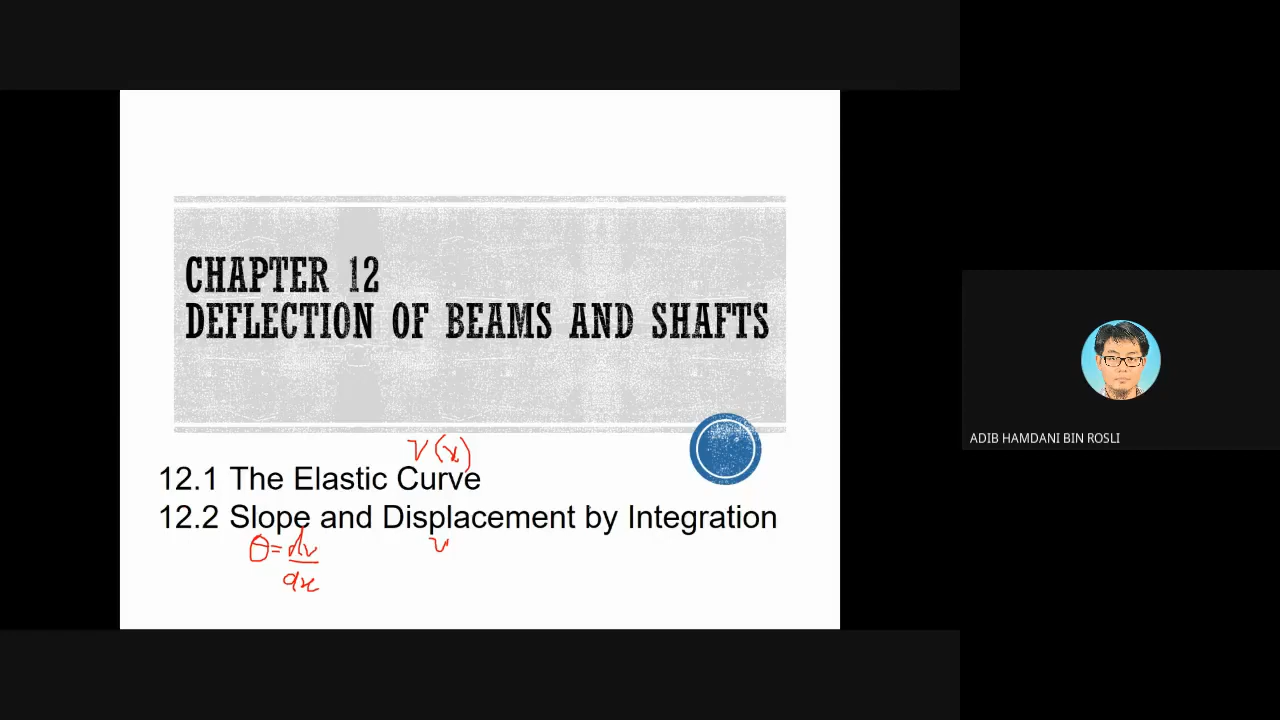 CHAPTER 12
DEFLECTION OF BEAMS AND SHAFTS
v(x)
12.1 The Elastic Curve
12.2 Slope and Displacement by Integration
θ = dv/dx
v
ADIB HAMDANI BIN ROSLI